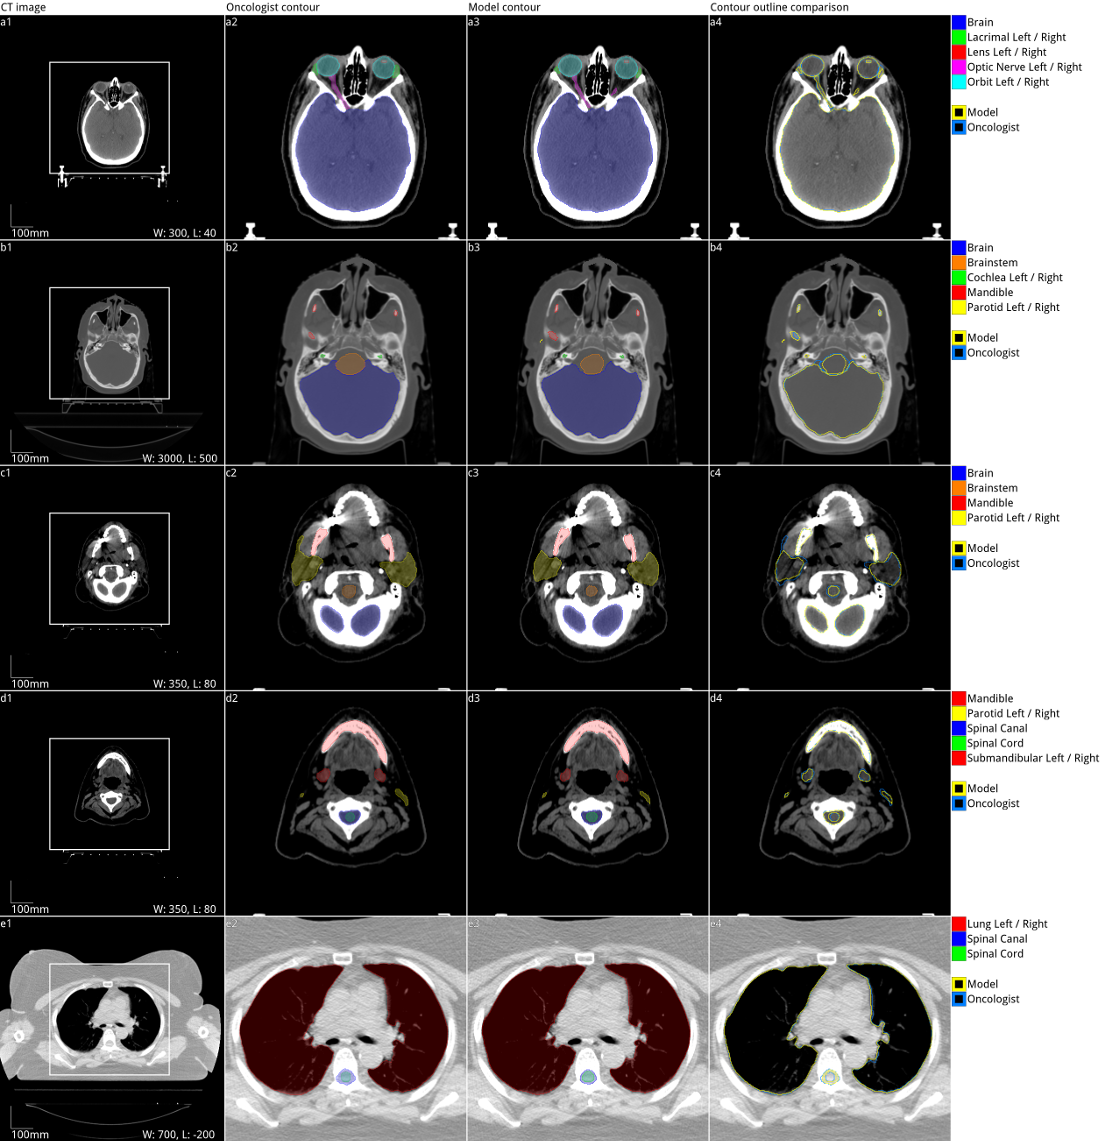 CT image
Oncologist contour
Model contour
Contour outline comparison
a1
a2
a3
a4
100mm
W: 300, L: 40
Brain
Lacrimal Left / Right
Lens Left / Right
Optic Nerve Left / Right
Orbit Left / Right
Model
Oncologist
b1
b2
b3
b4
100mm
W: 3000, L: 500
Brain
Brainstem
Cochlea Left / Right
Mandible
Parotid Left / Right
Model
Oncologist
c1
c2
c3
c4
100mm
W: 350, L: 80
Brain
Brainstem
Mandible
Parotid Left / Right
Model
Oncologist
d1
d2
d3
d4
100mm
W: 350, L: 80
Mandible
Parotid Left / Right
Spinal Canal
Spinal Cord
Submandibular Left / Right
Model
Oncologist
e1
e2
e3
e4
100mm
W: 700, L: -200
Lung Left / Right
Spinal Canal
Spinal Cord
Model
Oncologist